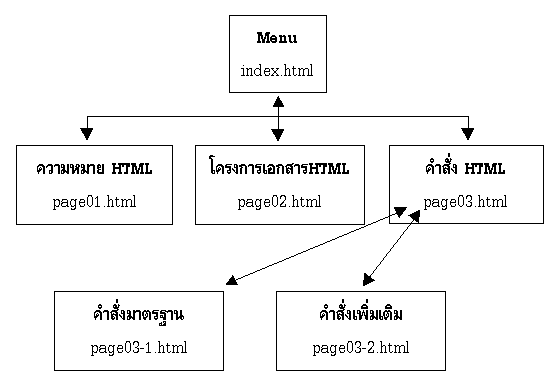 Menu
index.html
ความหมาย HTML
page01.html
โครงการเอกสารHTML
page02.html
คำสั่ง HTML
page03.html
คำสั่งมาตรฐาน
page03-1.html
คำสั่งเพิ่มเติม
page03-2.html